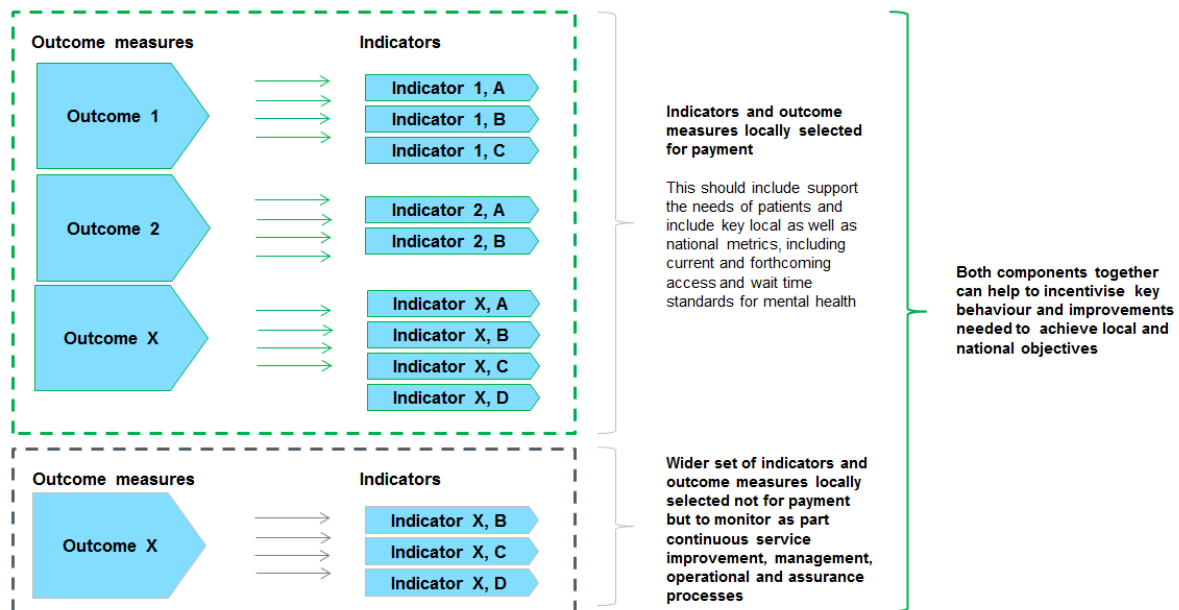 Outcome measures
Indicators
Outcome 1
Indicator 1, A
Indicator 1, B
Indicator 1, C
Outcome 2
Indicator 2, A
Indicator 2, B
Outcome X
Indicator X, A
Indicator X, B
Indicator X, C
Indicator X, D
Indicators and outcome
measures locally selected
for payment
This should include support
the needs of patients and
include key local as well as
national metrics, including
current and forthcoming
access and wait time
standards for mental health
Outcome measures
Indicators
Outcome X
Indicator X, B
Indicator X, C
Indicator X, D
Wider set of indicators and
outcome measures locally
selected not for payment
but to monitor as part
continuous service
improvement, management,
operational and assurance
processes
Both components together
can help to incentivise key
behaviour and improvements
needed to achieve local and
national objectives